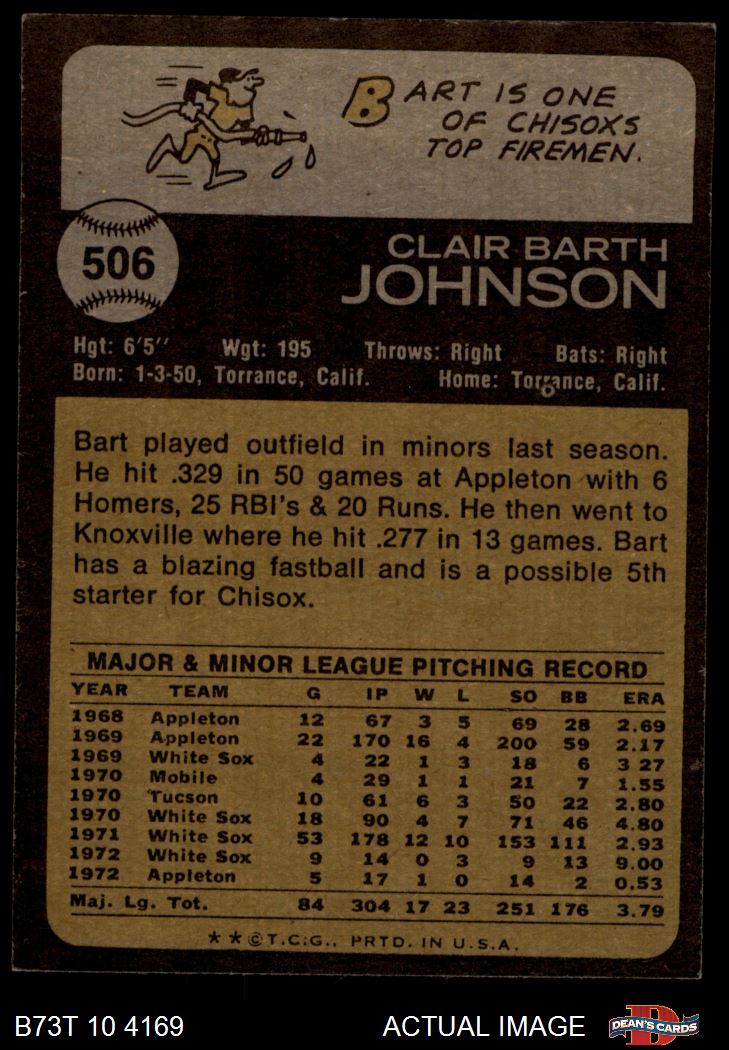 BART IS ONE
OF CHISOXS
TOP FIREMEN.
506
CLAIR BARTH
JOHNSON
Hgt: 6'5" Wgt: 195 Throws: Right Bats: Right
Born: 1-3-50, Torrance, Calif. Home: Torrance, Calif.
Bart played outfield in minors last season.
He hit .329 in 50 games at Appleton with 6
Homers, 25 RBI's & 20 Runs. He then went to
Knoxville where he hit .277 in 13 games. Bart
has a blazing fastball and is a possible 5th
starter for Chisox.
MAJOR & MINOR LEAGUE PITCHING RECORD
YEAR TEAM G IP W L SO BB ERA
1968 Appleton 12 67 3 5 69 28 2.69
1969 Appleton 22 170 16 4 200 59 2.17
1969 White Sox 4 22 1 3 18 6 3 27
1970 Mobile 4 29 1 1 21 7 1.55
1970 Tucson 10 61 6 3 50 22 2.80
1970 White Sox 18 90 4 7 71 46 4.80
1971 White Sox 53 178 12 10 153 111 2.93
1972 White Sox 9 14 0 3 9 13 9.00
1972 Appleton 5 17 1 0 14 2 0.53
Maj. Lg. Tot. 84 304 17 23 251 176 3.79
**©T.C.G., PRTD. IN U.S.A.
B73T 10 4169 ACTUAL IMAGE DEAN'S CARDS